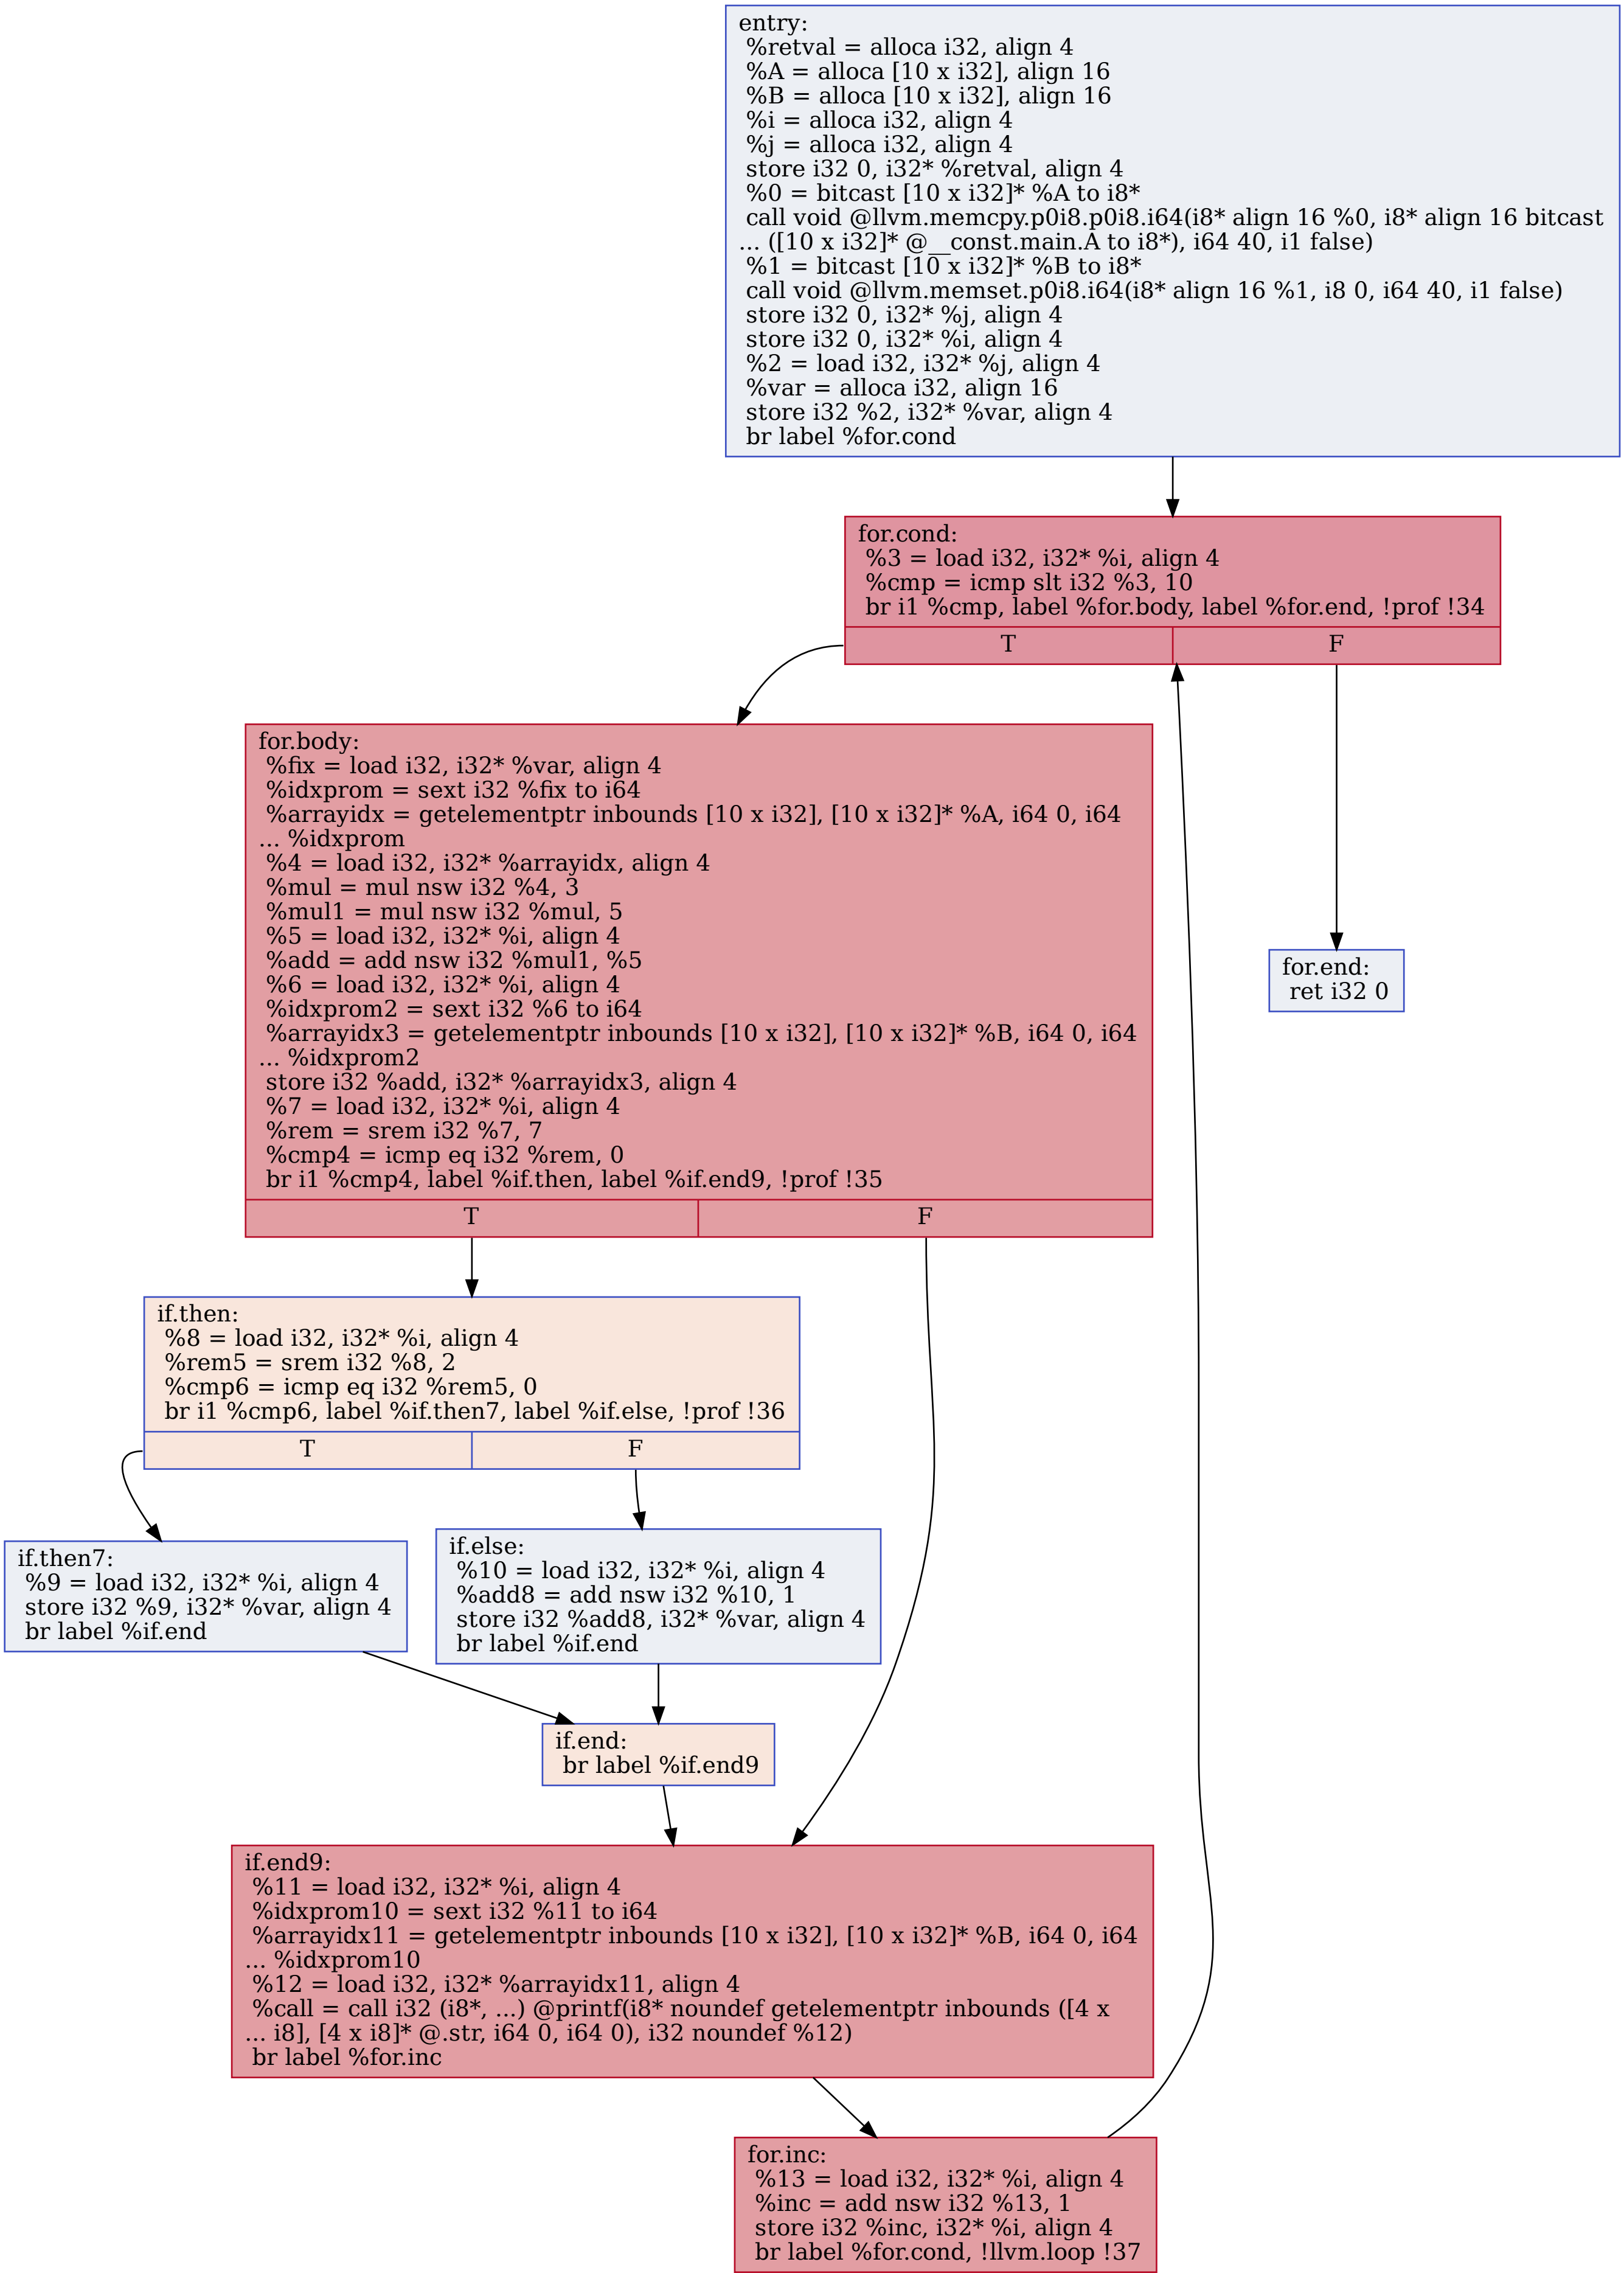 entry:
%retval = alloca i32, align 4
%A = alloca [10 x i32], align 16
%B = alloca [10 x i32], align 16
%i = alloca i32, align 4
%j = alloca i32, align 4
store i32 0, i32* %retval, align 4
%0 = bitcast [10 x i32]* %A to i8*
call void @llvm.memcpy.p0i8.p0i8.i64(i8* align 16 %0, i8* align 16 bitcast
... ([10 x i32]* @__const.main.A to i8*), i64 40, i1 false)
%1 = bitcast [10 x i32]* %B to i8*
call void @llvm.memset.p0i8.i64(i8* align 16 %1, i8 0, i64 40, i1 false)
store i32 0, i32* %j, align 4
store i32 0, i32* %i, align 4
%2 = load i32, i32* %j, align 4
%var = alloca i32, align 16
store i32 %2, i32* %var, align 4
br label %for.cond
for.cond:
%3 = load i32, i32* %i, align 4
%cmp = icmp slt i32 %3, 10
br i1 %cmp, label %for.body, label %for.end, !prof !34
T F
for.body:
%fix = load i32, i32* %var, align 4
%idxprom = sext i32 %fix to i64
%arrayidx = getelementptr inbounds [10 x i32], [10 x i32]* %A, i64 0, i64
... %idxprom
%4 = load i32, i32* %arrayidx, align 4
%mul = mul nsw i32 %4, 3
%mul1 = mul nsw i32 %mul, 5
%5 = load i32, i32* %i, align 4
%add = add nsw i32 %mul1, %5
%6 = load i32, i32* %i, align 4
%idxprom2 = sext i32 %6 to i64
%arrayidx3 = getelementptr inbounds [10 x i32], [10 x i32]* %B, i64 0, i64
... %idxprom2
store i32 %add, i32* %arrayidx3, align 4
%7 = load i32, i32* %i, align 4
%rem = srem i32 %7, 7
%cmp4 = icmp eq i32 %rem, 0
br i1 %cmp4, label %if.then, label %if.end9, !prof !35
T F
for.end:
ret i32 0
if.then:
%8 = load i32, i32* %i, align 4
%rem5 = srem i32 %8, 2
%cmp6 = icmp eq i32 %rem5, 0
br i1 %cmp6, label %if.then7, label %if.else, !prof !36
T F
if.then7:
%9 = load i32, i32* %i, align 4
store i32 %9, i32* %var, align 4
br label %if.end
if.else:
%10 = load i32, i32* %i, align 4
%add8 = add nsw i32 %10, 1
store i32 %add8, i32* %var, align 4
br label %if.end
if.end:
br label %if.end9
if.end9:
%11 = load i32, i32* %i, align 4
%idxprom10 = sext i32 %11 to i64
%arrayidx11 = getelementptr inbounds [10 x i32], [10 x i32]* %B, i64 0, i64
... %idxprom10
%12 = load i32, i32* %arrayidx11, align 4
%call = call i32 (i8*, ...) @printf(i8* noundef getelementptr inbounds ([4 x
... i8], [4 x i8]* @.str, i64 0, i64 0), i32 noundef %12)
br label %for.inc
for.inc:
%13 = load i32, i32* %i, align 4
%inc = add nsw i32 %13, 1
store i32 %inc, i32* %i, align 4
br label %for.cond, !llvm.loop !37